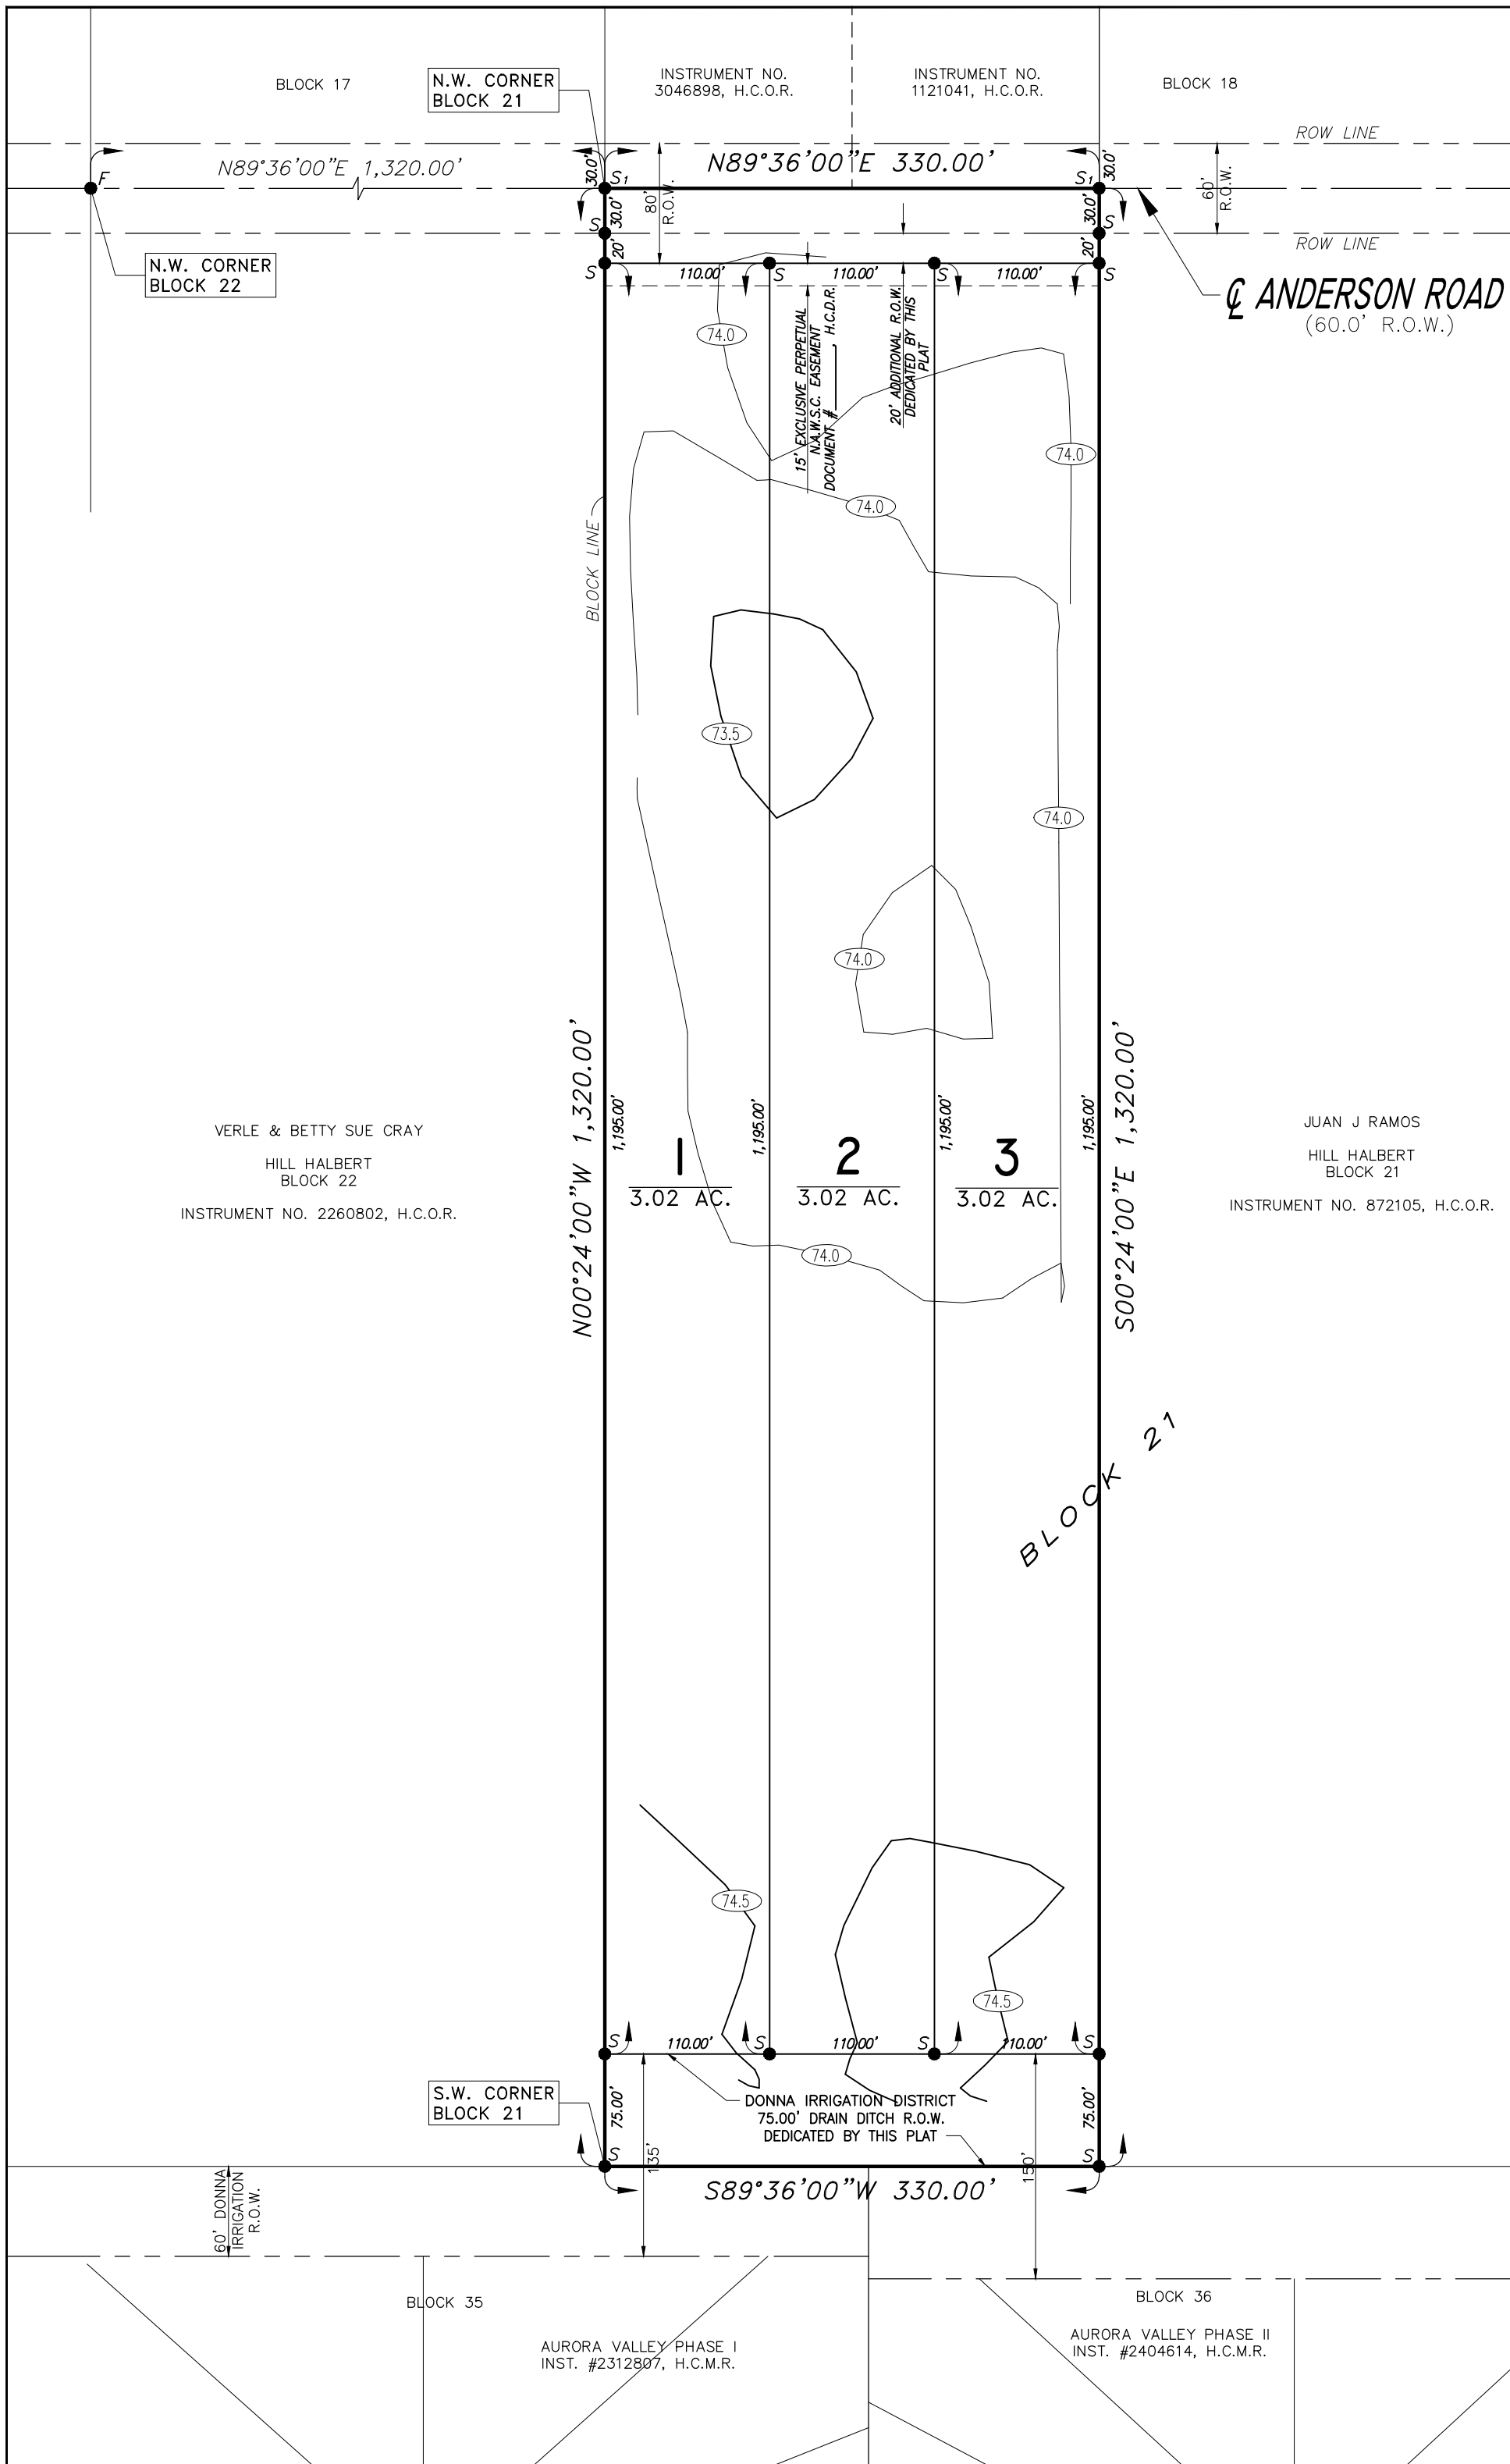 BLOCK 17
N.W. CORNER
BLOCK 21
INSTRUMENT NO.
3046898, H.C.O.R.
INSTRUMENT NO.
1121041, H.C.O.R.
BLOCK 18
ROW LINE
N89°36'00"E 1,320.00'
N89°36'00"E 330.00'
30.0'
30.0'
80'
R.O.W.
60'
R.O.W.
F
S1
S1
30.0'
30.0'
S
S
20'
20'
ROW LINE
N.W. CORNER
BLOCK 22
S
110.00'
S
110.00'
S
110.00'
S
℄ ANDERSON ROAD
(60.0' R.O.W.)
74.0
15' EXCLUSIVE PERPETUAL
N.A.W.S.C. EASEMENT
DOCUMENT #______, H.C.D.R.
20' ADDITIONAL R.O.W.
DEDICATED BY THIS
PLAT
74.0
74.0
BLOCK LINE
73.5
74.0
74.0
N00°24'00"W 1,320.00'
S00°24'00"E 1,320.00'
1,195.00'
1,195.00'
1,195.00'
1,195.00'
VERLE & BETTY SUE CRAY
HILL HALBERT
BLOCK 22
INSTRUMENT NO. 2260802, H.C.O.R.
1
3.02 AC.
2
3.02 AC.
3
3.02 AC.
JUAN J RAMOS
HILL HALBERT
BLOCK 21
INSTRUMENT NO. 872105, H.C.O.R.
74.0
BLOCK 21
74.5
74.5
S
110.00'
S
110.00'
S
110.00'
S
S.W. CORNER
BLOCK 21
75.00'
75.00'
DONNA IRRIGATION DISTRICT
75.00' DRAIN DITCH R.O.W.
DEDICATED BY THIS PLAT
S
S
135'
150'
S89°36'00"W 330.00'
60' DONNA
IRRIGATION
R.O.W.
BLOCK 35
BLOCK 36
AURORA VALLEY PHASE I
INST. #2312807, H.C.M.R.
AURORA VALLEY PHASE II
INST. #2404614, H.C.M.R.